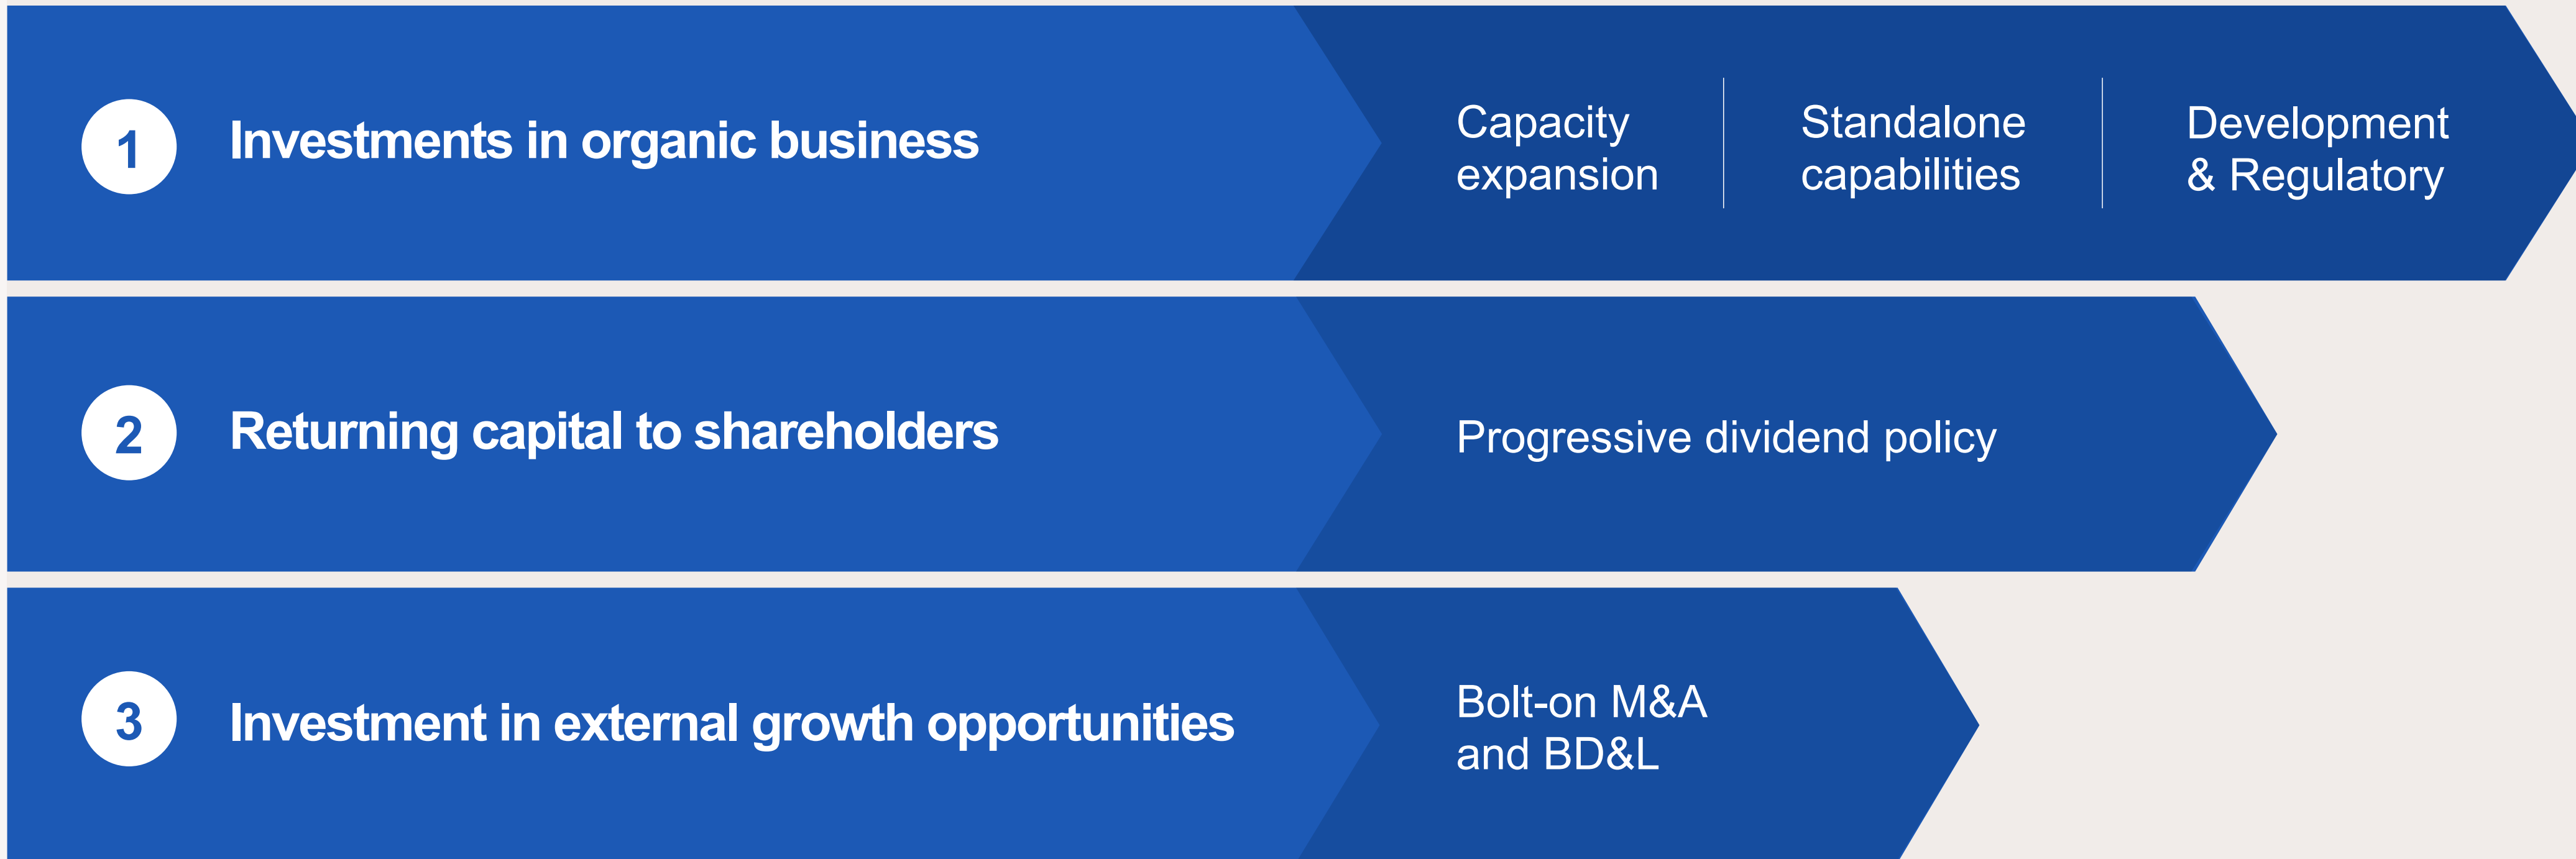 1
Investments in organic business
Capacity
expansion
Standalone
capabilities
Development
& Regulatory
2
Returning capital to shareholders
Progressive dividend policy
3
Investment in external growth opportunities
Bolt-on M&A
and BD&L